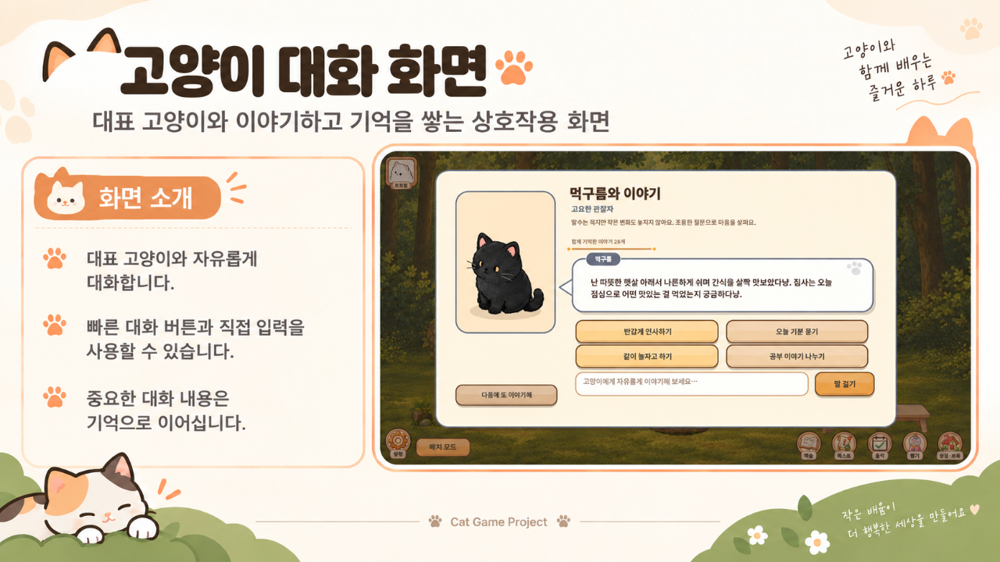 고양이 대화 화면
대표 고양이와 이야기하고 기억을 쌓는 상호작용 화면
고양이와
함께 배우는
즐거운 하루
화면 소개
대표 고양이와 자유롭게
대화합니다.
빠른 대화 버튼과 직접 입력을
사용할 수 있습니다.
중요한 대화 내용은
기억으로 이어십니다.
먹구름와 이야기
고요한 관찰자
말수는 적지만 작은 변화도 놓치지 않아요. 조용한 질문으로 마음을 살펴요.
함께 기억한 이야기 28개
먹구름
난 따뜻한 햇살 아래서 나른하게 쉬며 간식을 살짝 맛보았다냥. 집사는 오늘
점심으로 어떤 맛있는 걸 먹었는지 궁금하다냥.
반갑게 인사하기
오늘 기분 묻기
같이 놀자고 하기
공부 이야기 나누기
고양이에게 자유롭게 이야기해 보세요…
말 걸기
다음에 또 이야기해
배치 모드
학습
출석
Cat Game Project
작은 배움이
더 행복한 세상을 만들어요